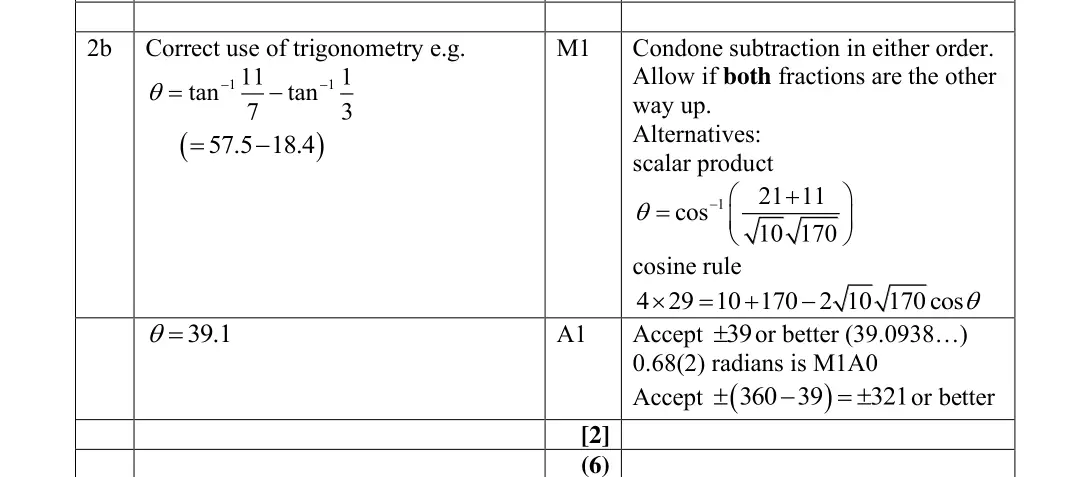 2b Correct use of trigonometry e.g. M1 Condone subtraction in either order.
θ = tan⁻¹ 11/7 − tan⁻¹ 1/3
(= 57.5 − 18.4)
Allow if both fractions are the other
way up.
Alternatives:
scalar product
θ = cos⁻¹ ( (21 + 11) / (√10 √170) )
cosine rule
4 × 29 = 10 + 170 − 2√10 √170 cos θ
θ = 39.1 A1 Accept ±39 or better (39.0938…)
0.68(2) radians is M1A0
Accept ±(360 − 39) = ±321 or better
[2]
(6)